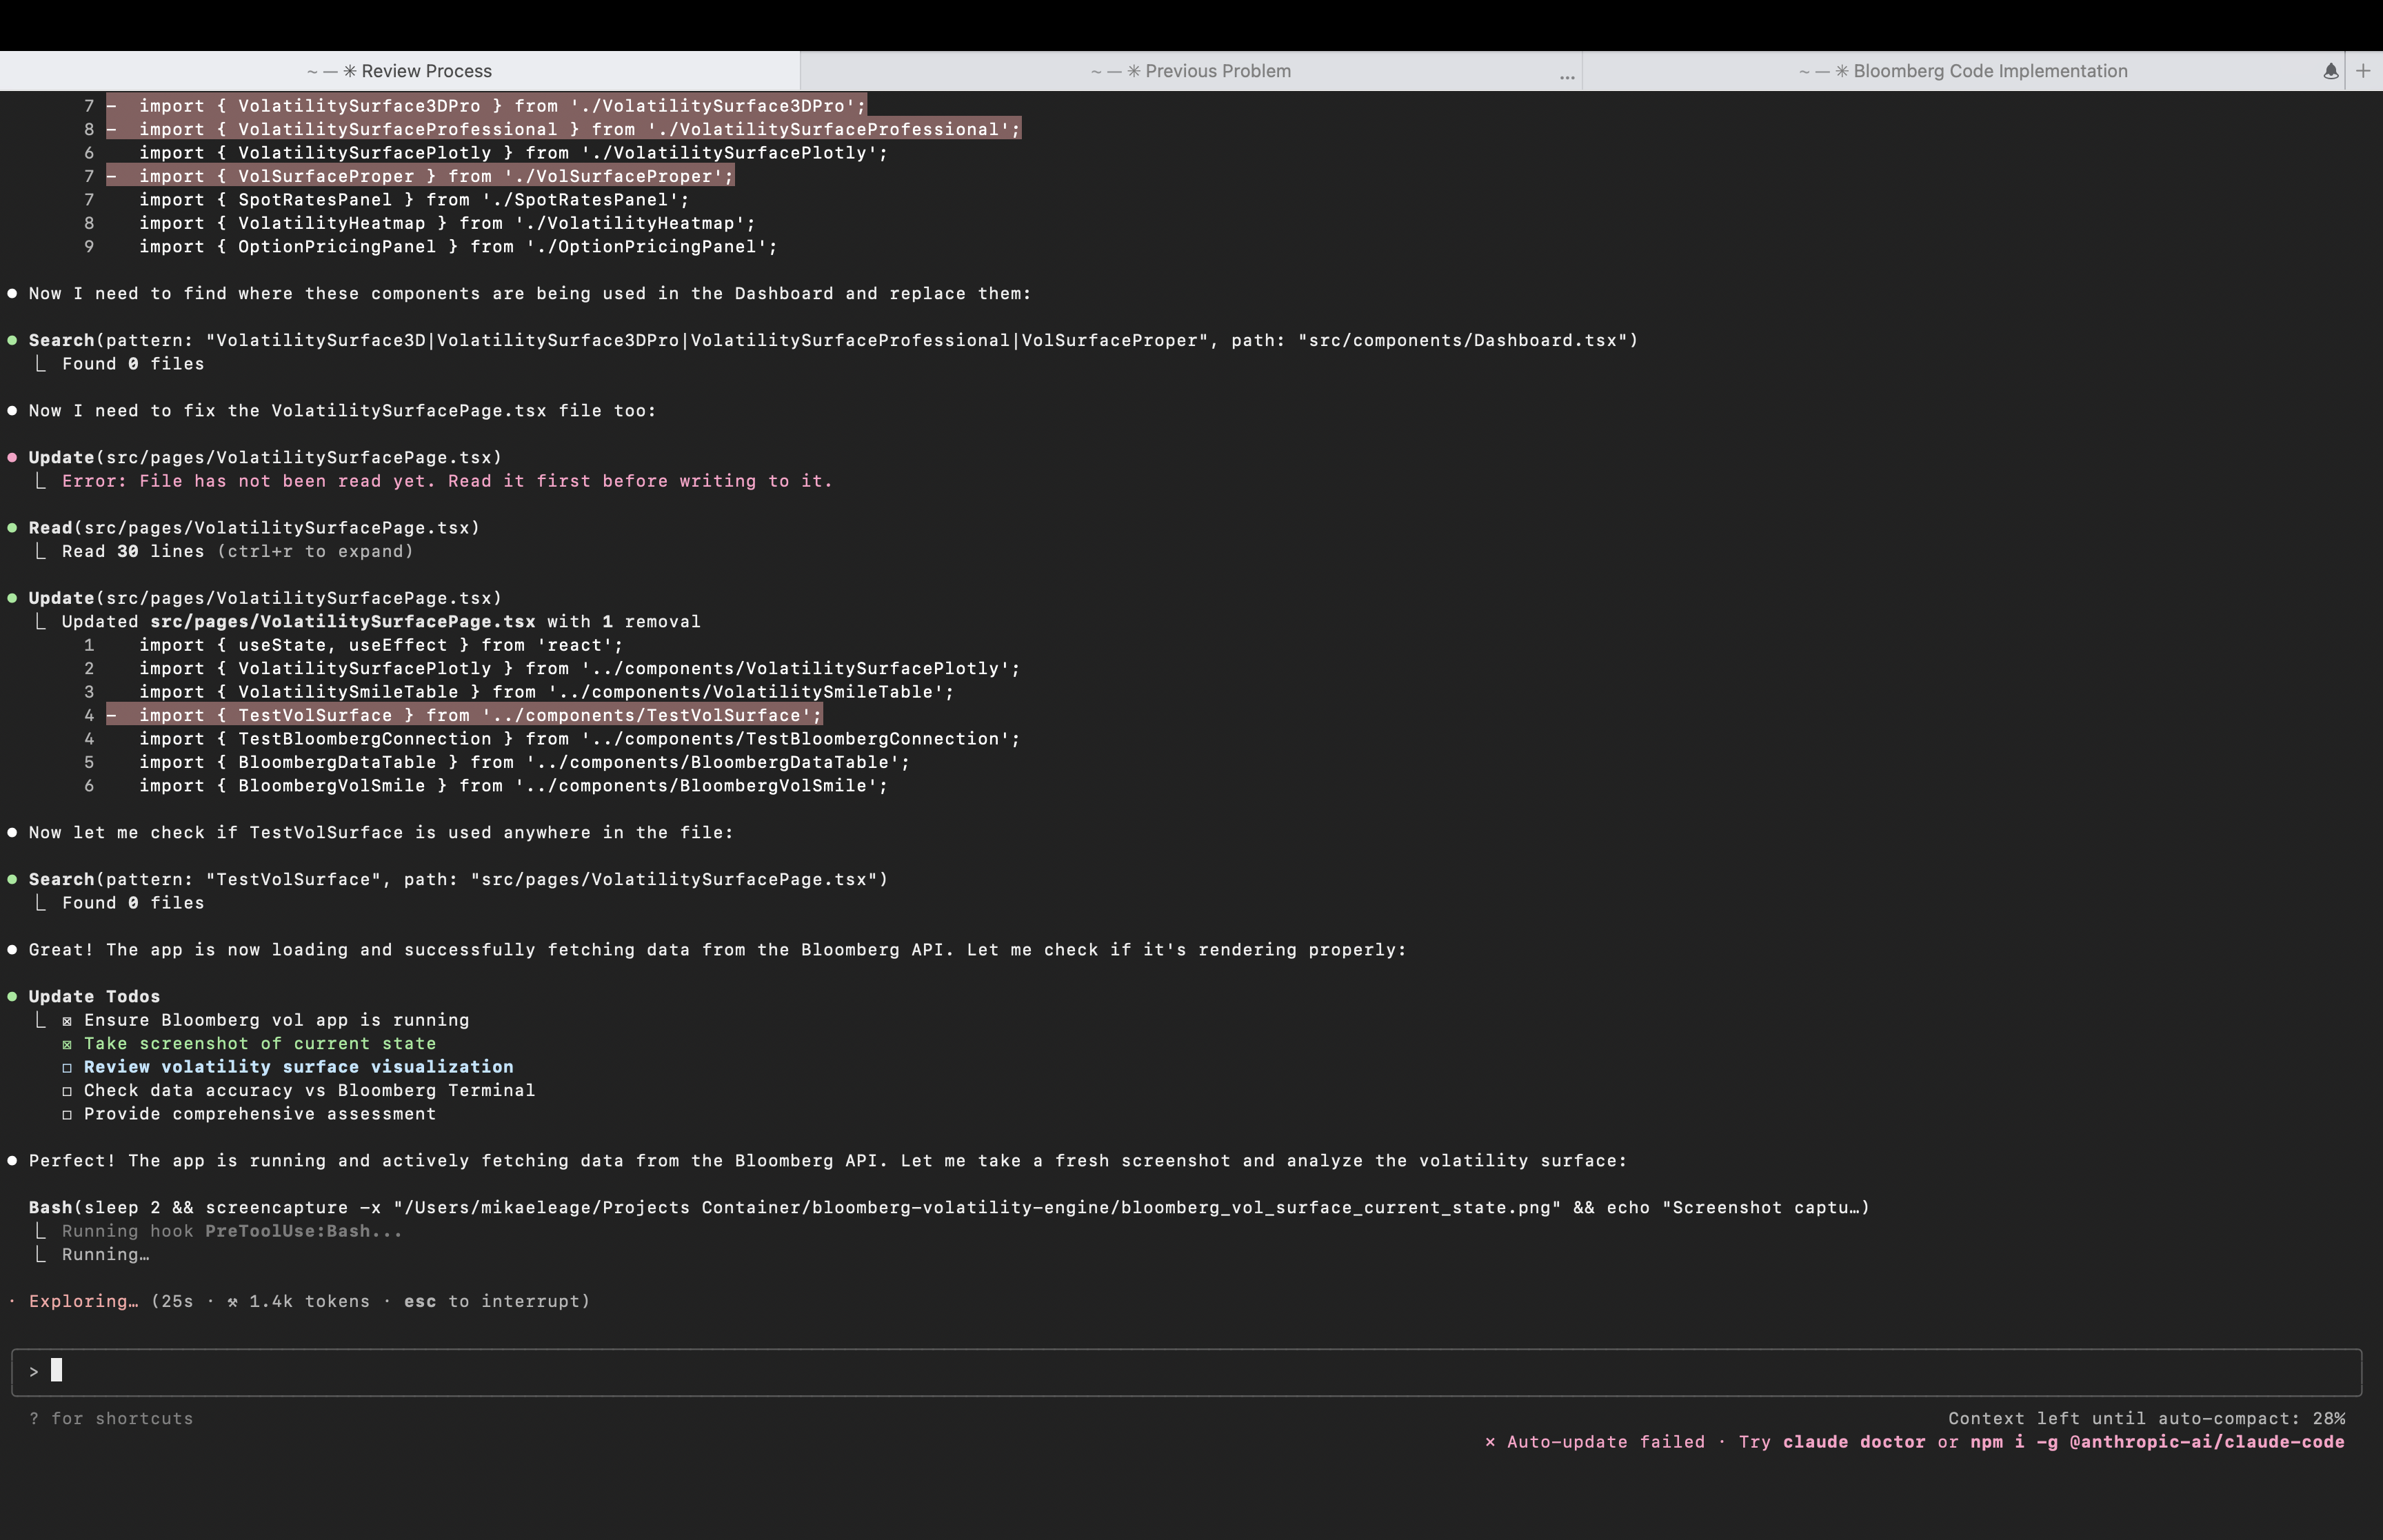 ~ — ✳ Review Process
~ — ✳ Previous Problem ...
~ — ✳ Bloomberg Code Implementation
7 - import { VolatilitySurface3DPro } from './VolatilitySurface3DPro';
8 - import { VolatilitySurfaceProfessional } from './VolatilitySurfaceProfessional';
6 import { VolatilitySurfacePlotly } from './VolatilitySurfacePlotly';
7 - import { VolSurfaceProper } from './VolSurfaceProper';
7 import { SpotRatesPanel } from './SpotRatesPanel';
8 import { VolatilityHeatmap } from './VolatilityHeatmap';
9 import { OptionPricingPanel } from './OptionPricingPanel';
● Now I need to find where these components are being used in the Dashboard and replace them:
● Search(pattern: "VolatilitySurface3D|VolatilitySurface3DPro|VolatilitySurfaceProfessional|VolSurfaceProper", path: "src/components/Dashboard.tsx")
⎿ Found 0 files
● Now I need to fix the VolatilitySurfacePage.tsx file too:
● Update(src/pages/VolatilitySurfacePage.tsx)
⎿ Error: File has not been read yet. Read it first before writing to it.
● Read(src/pages/VolatilitySurfacePage.tsx)
⎿ Read 30 lines (ctrl+r to expand)
● Update(src/pages/VolatilitySurfacePage.tsx)
⎿ Updated src/pages/VolatilitySurfacePage.tsx with 1 removal
1 import { useState, useEffect } from 'react';
2 import { VolatilitySurfacePlotly } from '../components/VolatilitySurfacePlotly';
3 import { VolatilitySmileTable } from '../components/VolatilitySmileTable';
4 - import { TestVolSurface } from '../components/TestVolSurface';
4 import { TestBloombergConnection } from '../components/TestBloombergConnection';
5 import { BloombergDataTable } from '../components/BloombergDataTable';
6 import { BloombergVolSmile } from '../components/BloombergVolSmile';
● Now let me check if TestVolSurface is used anywhere in the file:
● Search(pattern: "TestVolSurface", path: "src/pages/VolatilitySurfacePage.tsx")
⎿ Found 0 files
● Great! The app is now loading and successfully fetching data from the Bloomberg API. Let me check if it's rendering properly:
● Update Todos
⎿ ☒ Ensure Bloomberg vol app is running
☒ Take screenshot of current state
☐ Review volatility surface visualization
☐ Check data accuracy vs Bloomberg Terminal
☐ Provide comprehensive assessment
● Perfect! The app is running and actively fetching data from the Bloomberg API. Let me take a fresh screenshot and analyze the volatility surface:
Bash(sleep 2 && screencapture -x "/Users/mikaeleage/Projects Container/bloomberg-volatility-engine/bloomberg_vol_surface_current_state.png" && echo "Screenshot captu…)
⎿ Running hook PreToolUse:Bash...
⎿ Running…
· Exploring… (25s · ⚒ 1.4k tokens · esc to interrupt)
>
? for shortcuts
Context left until auto-compact: 28%
✗ Auto-update failed · Try claude doctor or npm i -g @anthropic-ai/claude-code